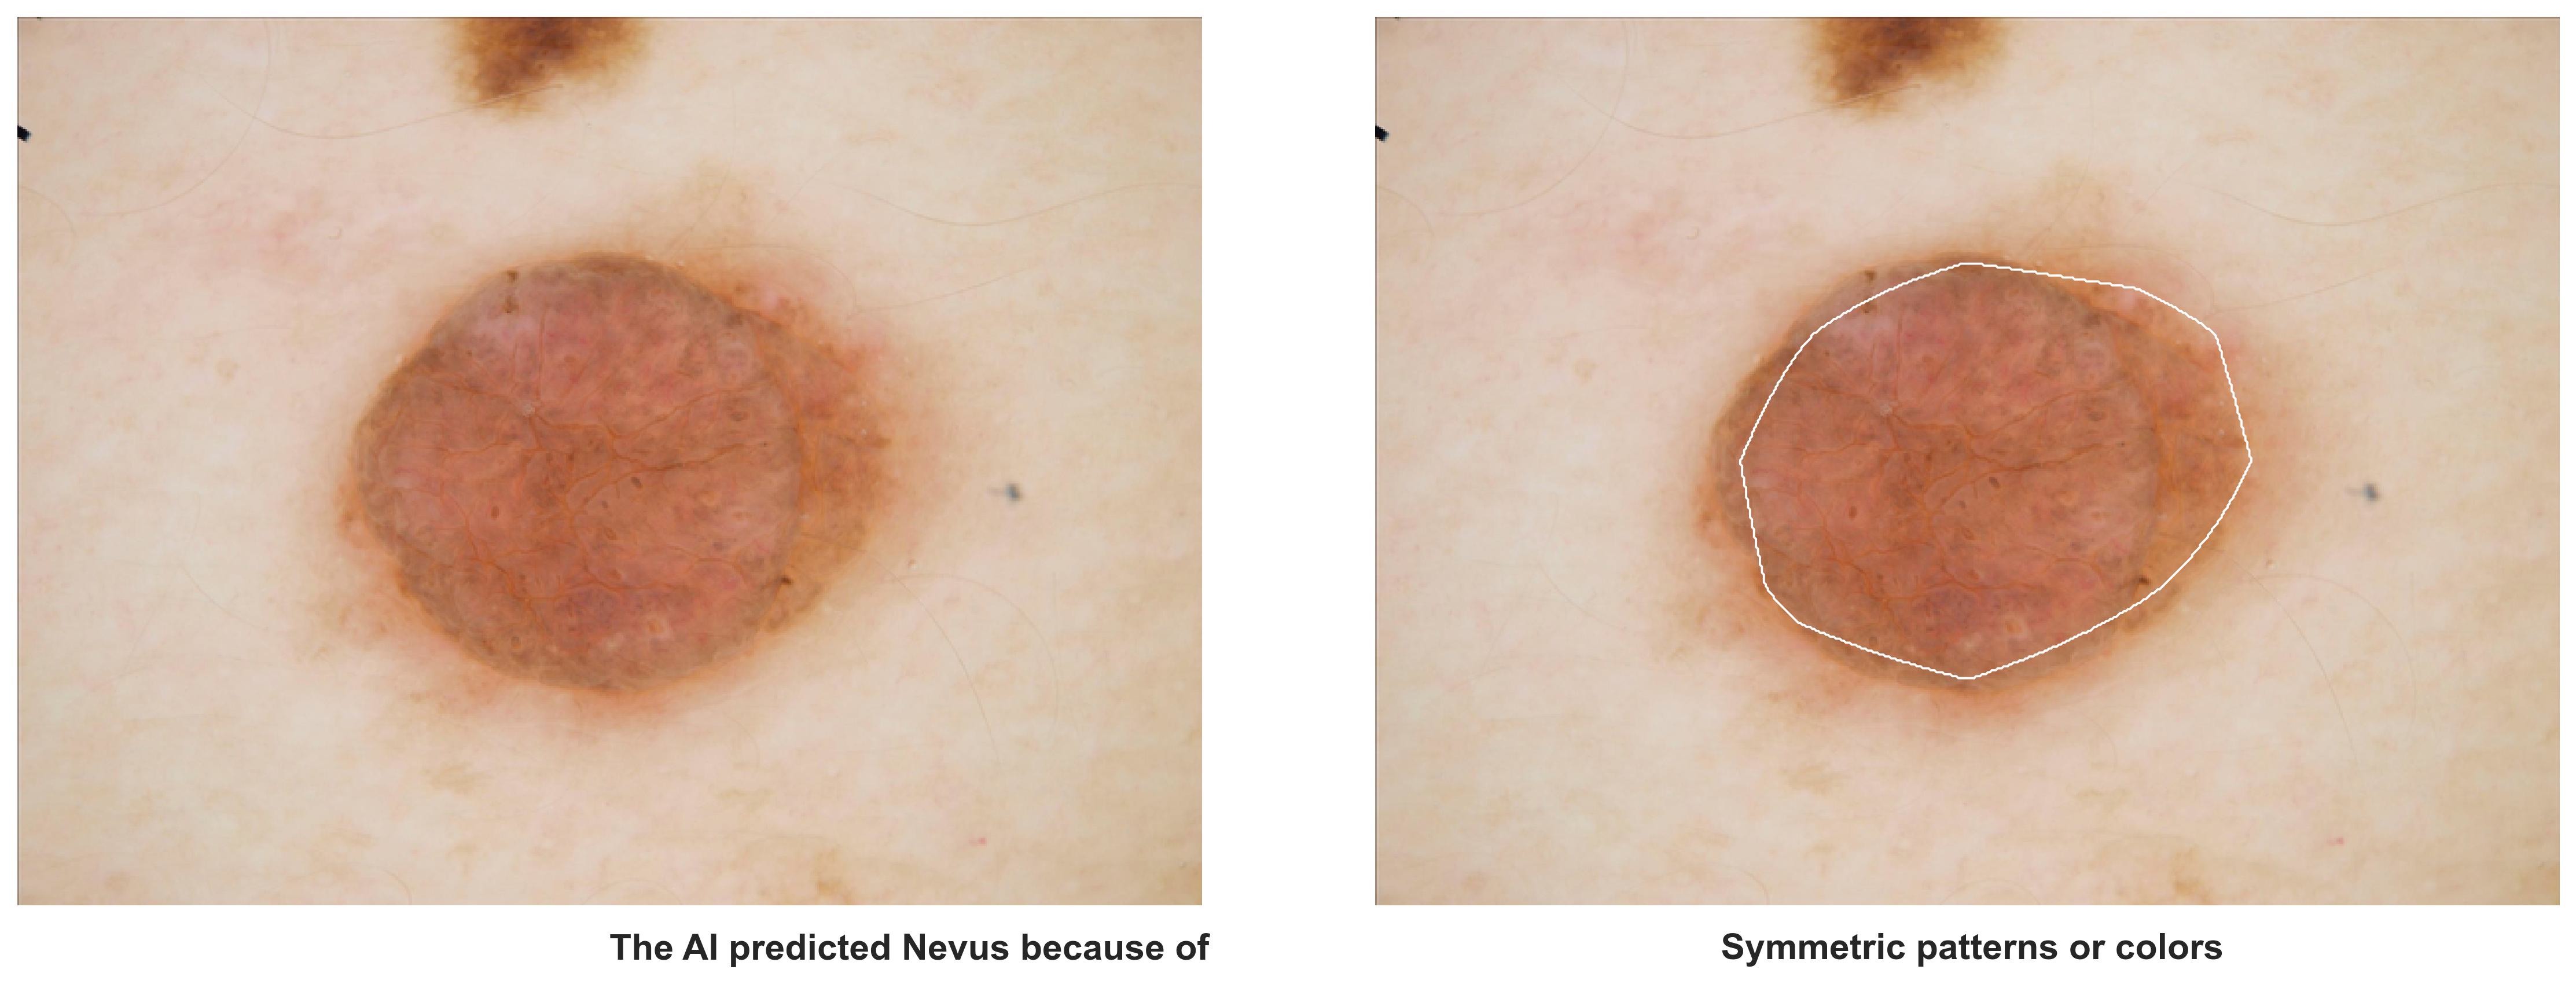 The AI predicted Nevus because of
Symmetric patterns or colors